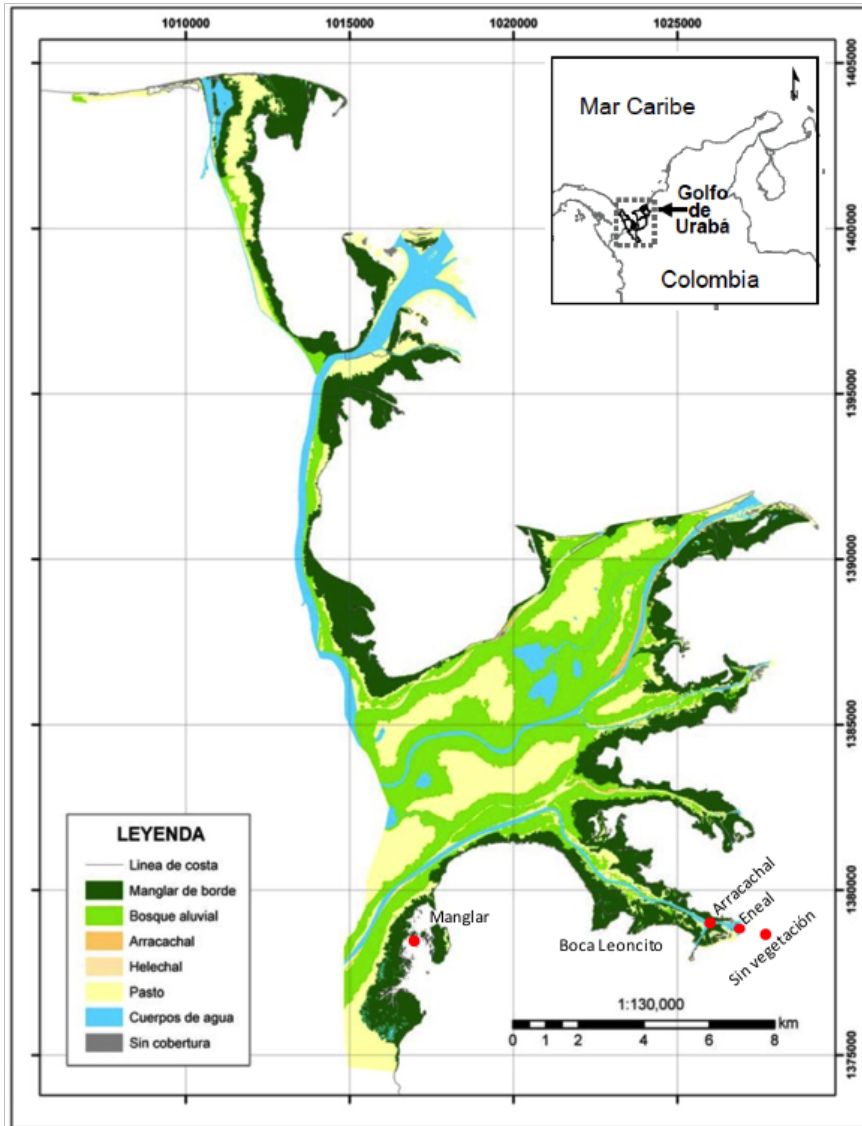 1010000
1015000
1020000
1025000
1405000
1400000
1395000
1390000
1385000
1380000
1375000
Mar Caribe
Golfo
de
Urabá
Colombia
LEYENDA
Linea de costa
Manglar de borde
Bosque aluvial
Arracachal
Helechal
Pasto
Cuerpos de agua
Sin cobertura
Manglar
Boca Leoncito
Arracachal
Eneal
Sin vegetación
1:130,000
km
0 1 2 4 6 8